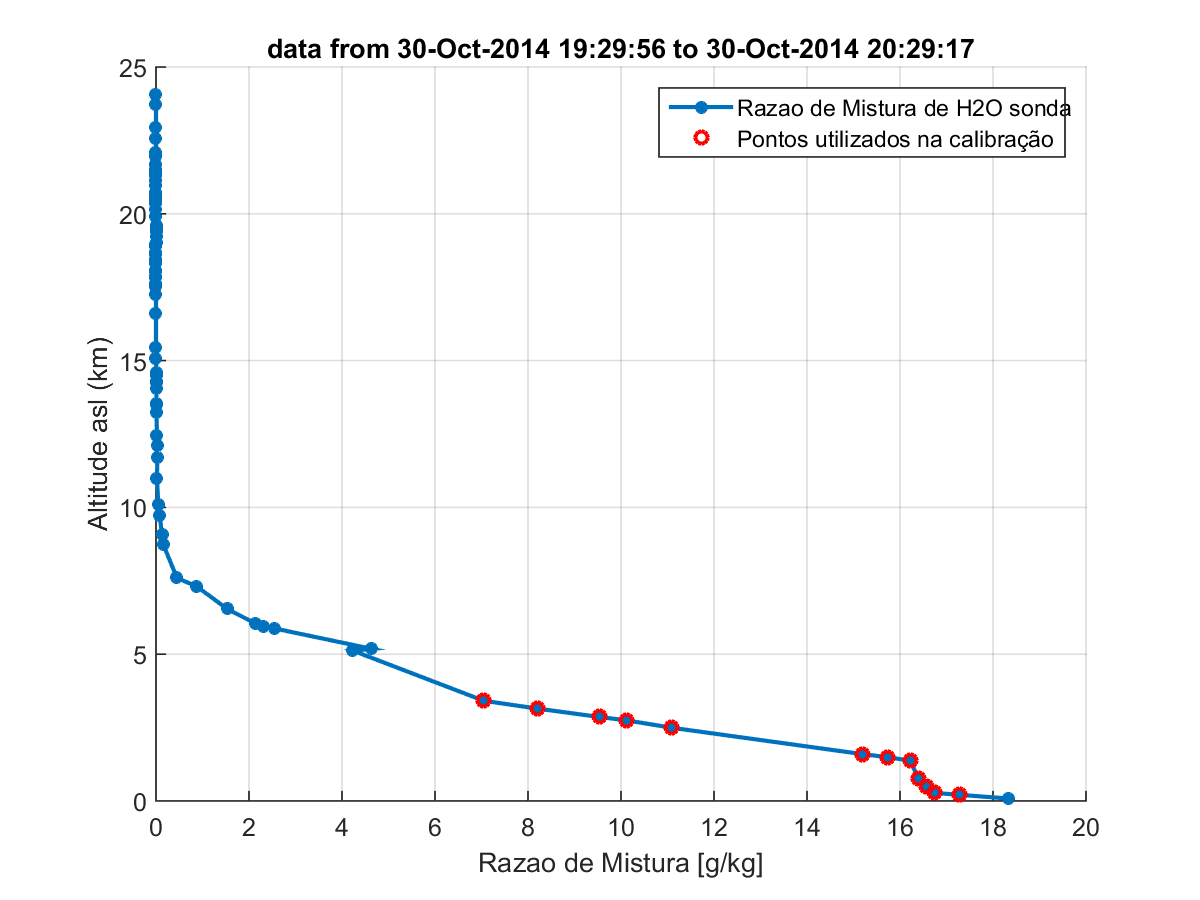 data from 30-Oct-2014 19:29:56 to 30-Oct-2014 20:29:17
Razao de Mistura de H2O sonda
Pontos utilizados na calibração
25
20
15
10
5
0
Altitude asl (km)
0 2 4 6 8 10 12 14 16 18 20
Razao de Mistura [g/kg]